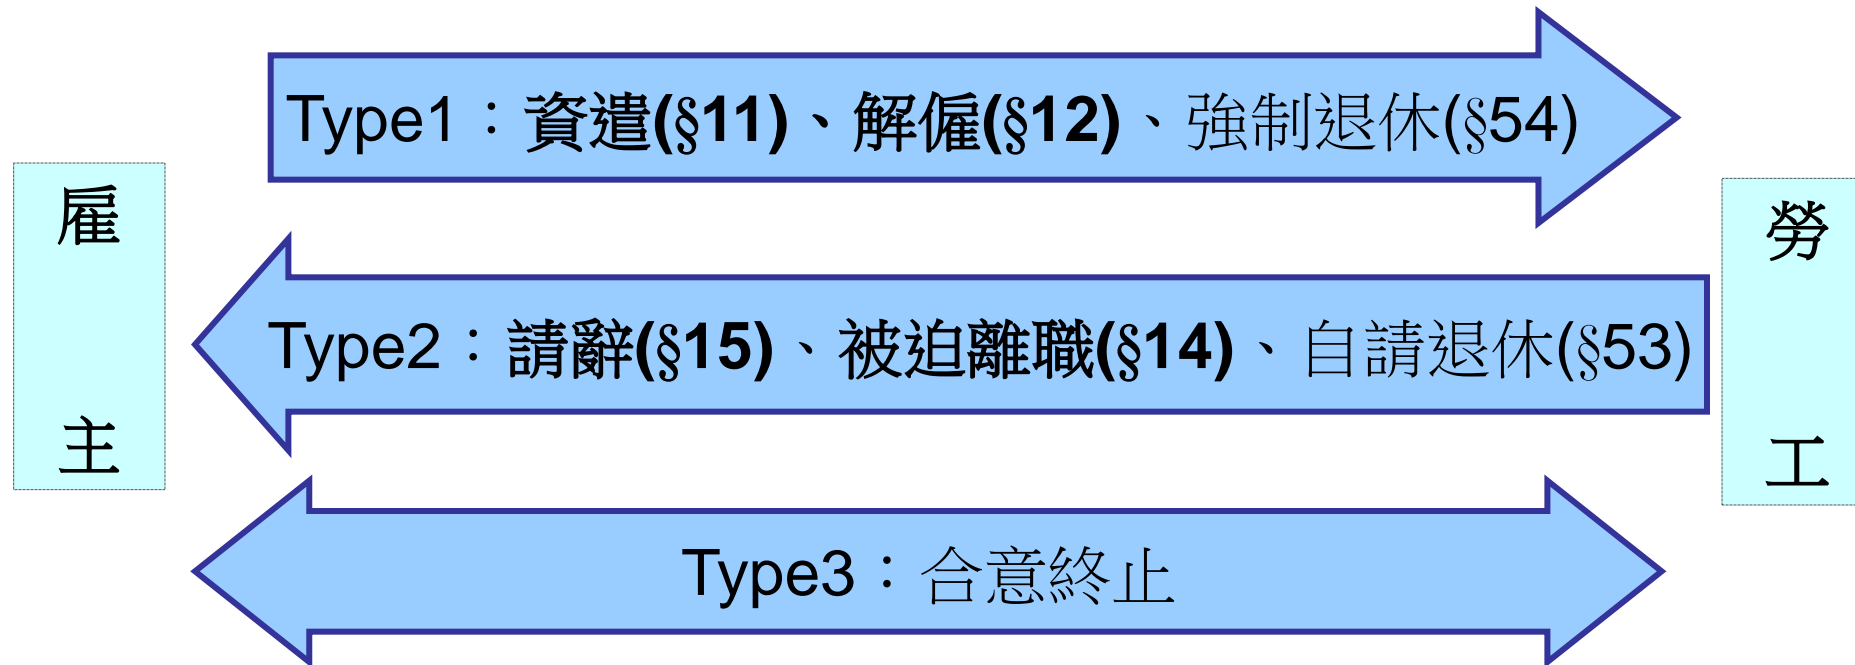 Type1：資遣(§11)、解僱(§12)、強制退休(§54)
雇
主
Type2：請辭(§15)、被迫離職(§14)、自請退休(§53)
勞
工
Type3：合意終止